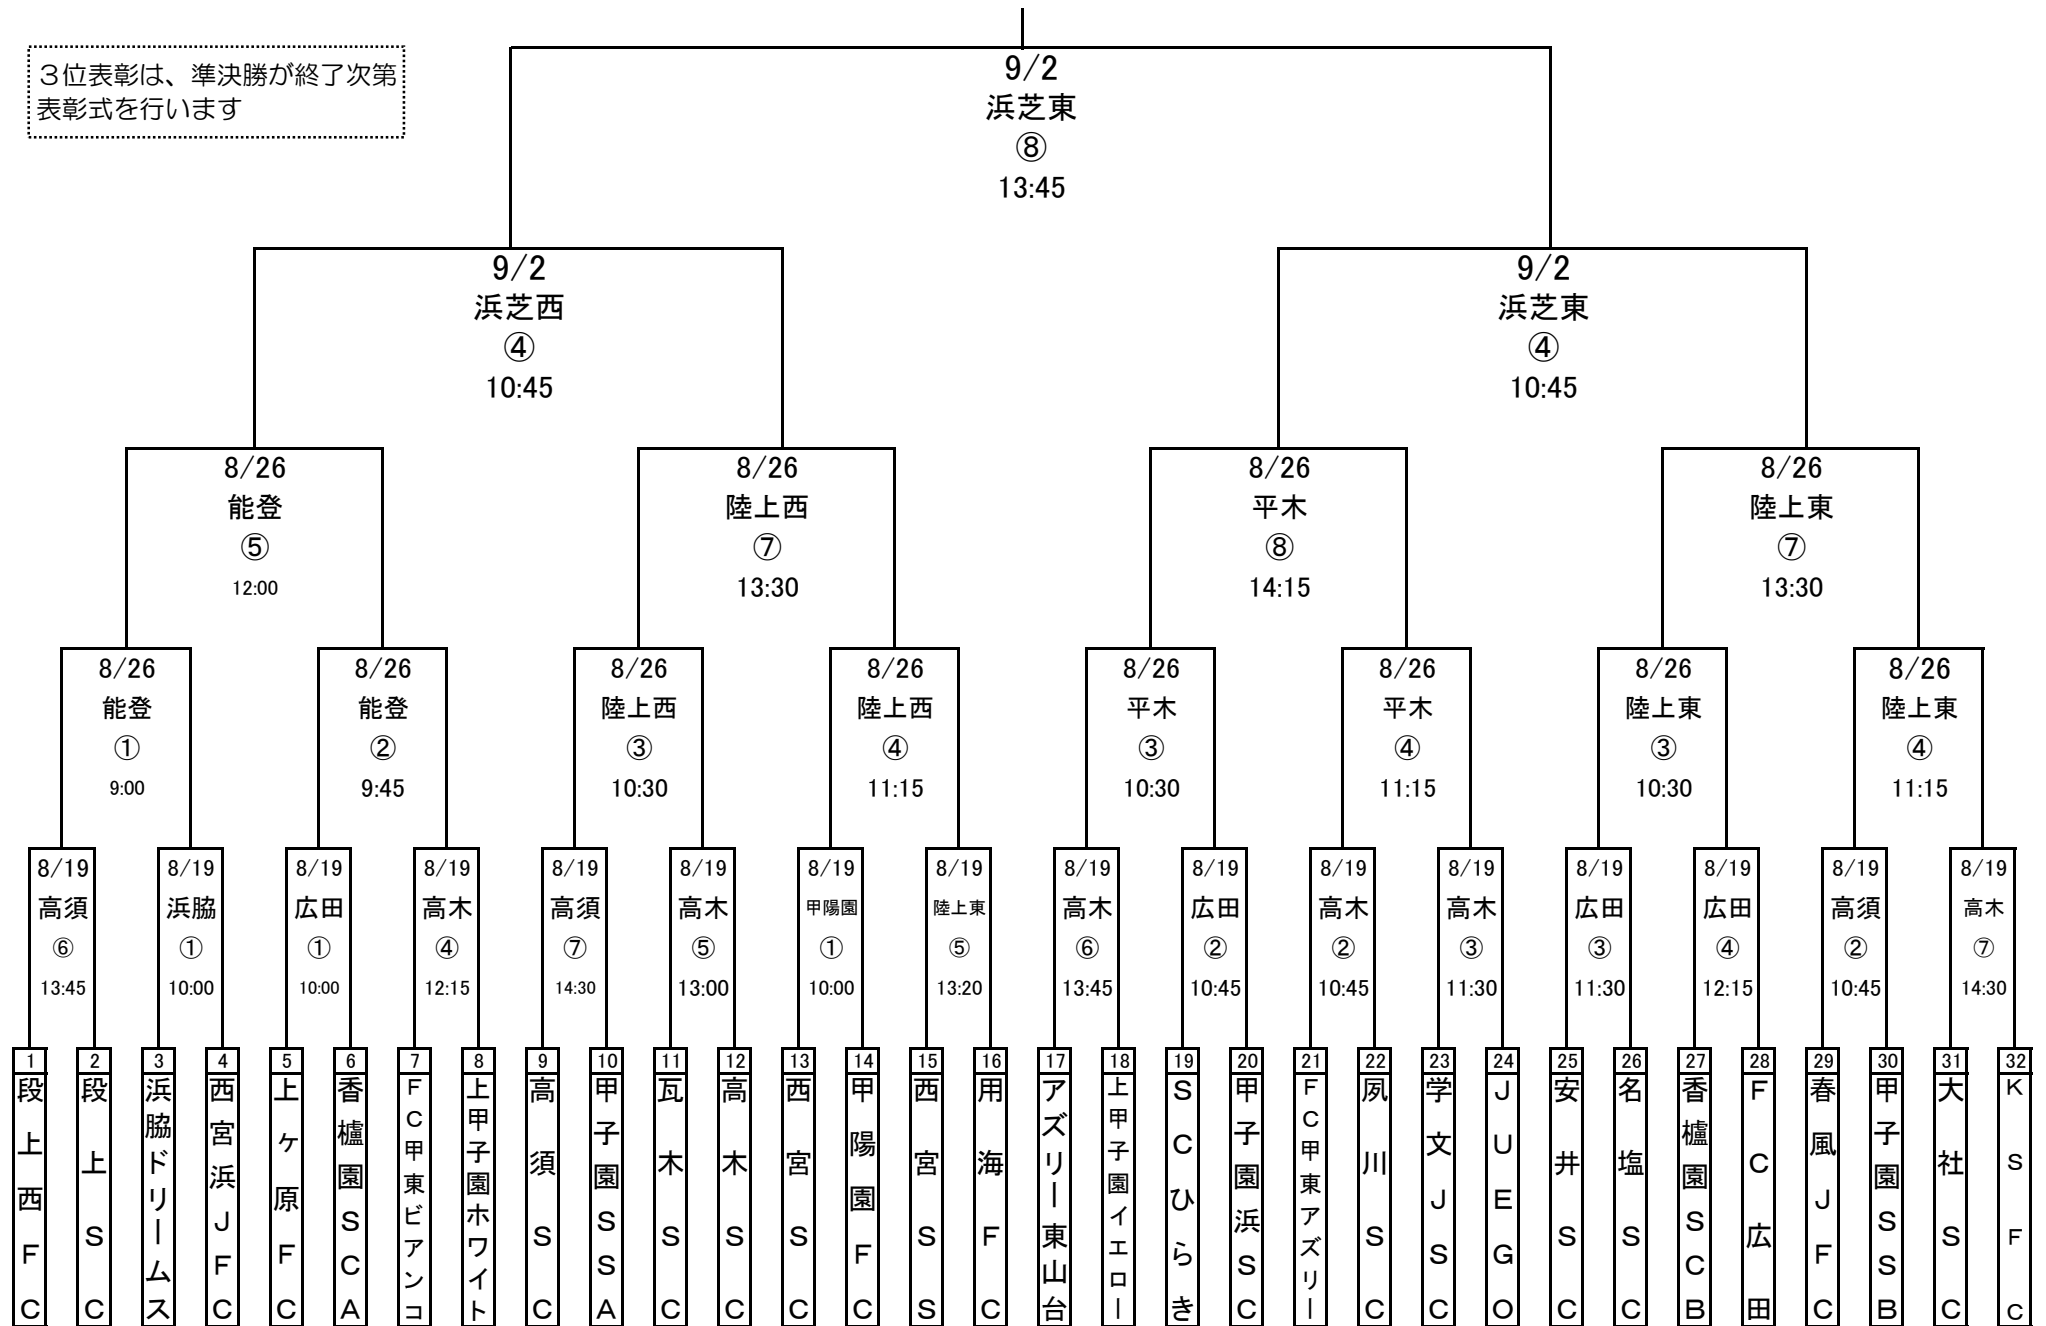 ３位表彰は、準決勝が終了次第
表彰式を行います
9/2
浜芝東
⑧
13:45
9/2
浜芝西
④
10:45
9/2
浜芝東
④
10:45
8/26
能登
⑤
12:00
8/26
陸上西
⑦
13:30
8/26
平木
⑧
14:15
8/26
陸上東
⑦
13:30
8/26
能登
①
9:00
8/26
能登
②
9:45
8/26
陸上西
③
10:30
8/26
陸上西
④
11:15
8/26
平木
③
10:30
8/26
平木
④
11:15
8/26
陸上東
③
10:30
8/26
陸上東
④
11:15
8/19
高須
⑥
13:45
8/19
浜脇
①
10:00
8/19
広田
①
10:00
8/19
高木
④
12:15
8/19
高須
⑦
14:30
8/19
高木
⑤
13:00
8/19
甲陽園
①
10:00
8/19
陸上東
⑤
13:20
8/19
高木
⑥
13:45
8/19
広田
②
10:45
8/19
高木
②
10:45
8/19
高木
③
11:30
8/19
広田
③
11:30
8/19
広田
④
12:15
8/19
高須
②
10:45
8/19
高木
⑦
14:30
1
段上西ＦＣ
2
段上ＳＣ
3
浜脇ドリームス
4
西宮浜ＪＦＣ
5
上ヶ原ＦＣ
6
香櫨園ＳＣＡ
7
ＦＣ甲東ビアンコ
8
上甲子園ホワイト
9
高須ＳＣ
10
甲子園ＳＳＡ
11
瓦木ＳＣ
12
高木ＳＣ
13
西宮ＳＣ
14
甲陽園ＦＣ
15
西宮ＳＳ
16
用海ＦＣ
17
アズリー東山台
18
上甲子園イエロー
19
ＳＣひらき
20
甲子園浜ＳＣ
21
ＦＣ甲東アズリー
22
夙川ＳＣ
23
学文ＪＳＣ
24
ＪＵＥＧＯ
25
安井ＳＣ
26
名塩ＳＣ
27
香櫨園ＳＣＢ
28
ＦＣ広田
29
春風ＪＦＣ
30
甲子園ＳＳＢ
31
大社ＳＣ
32
ＫＳＦＣ